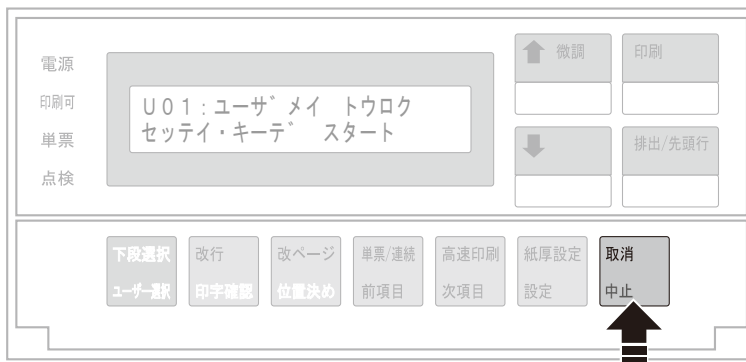 電源
印刷可
単票
点検
U01:ユーザ゛メイ トウロク
セッテイ・キーデ゛ スタート
微調
印刷
排出/先頭行
下段選択
ユーザー選択
改行
印字確認
改ページ
位置決め
単票/連続
前項目
高速印刷
次項目
紙厚設定
設定
取消
中止